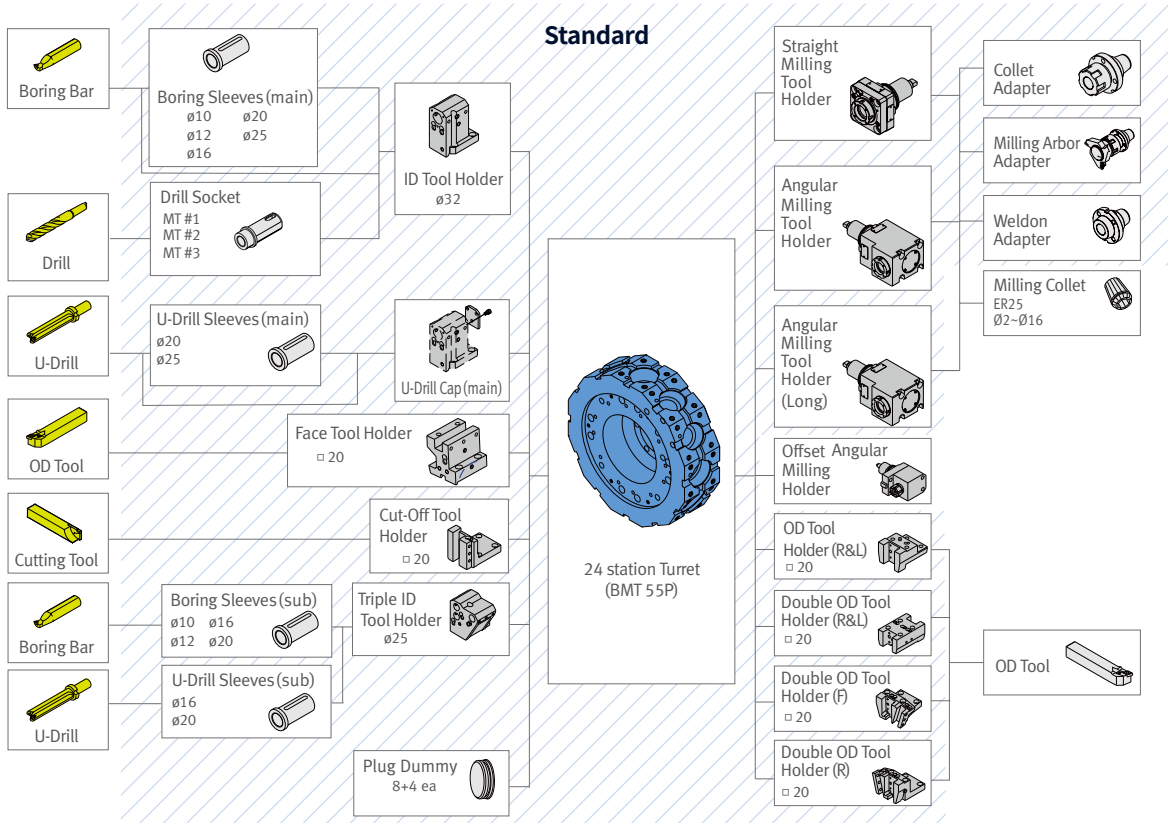 Standard
Boring Bar
Boring Sleeves (main)
ø10 ø20
ø12 ø25
ø16
ID Tool Holder
ø32
Drill
Drill Socket
MT #1
MT #2
MT #3
U-Drill
U-Drill Sleeves (main)
ø20
ø25
U-Drill Cap (main)
OD Tool
Face Tool Holder
□ 20
Cutting Tool
Cut-Off Tool
Holder
□ 20
Boring Bar
Boring Sleeves (sub)
ø10 ø16
ø12 ø20
Triple ID
Tool Holder
ø25
U-Drill
U-Drill Sleeves (sub)
ø16
ø20
Plug Dummy
8+4 ea
24 station Turret
(BMT 55P)
Straight
Milling
Tool
Holder
Angular
Milling
Tool
Holder
Angular
Milling
Tool
Holder
(Long)
Offset Angular
Milling
Holder
OD Tool
Holder (R&L)
□ 20
Double OD Tool
Holder (R&L)
□ 20
Double OD Tool
Holder (F)
□ 20
Double OD Tool
Holder (R)
□ 20
Collet
Adapter
Milling Arbor
Adapter
Weldon
Adapter
Milling Collet
ER25
Ø2~Ø16
OD Tool